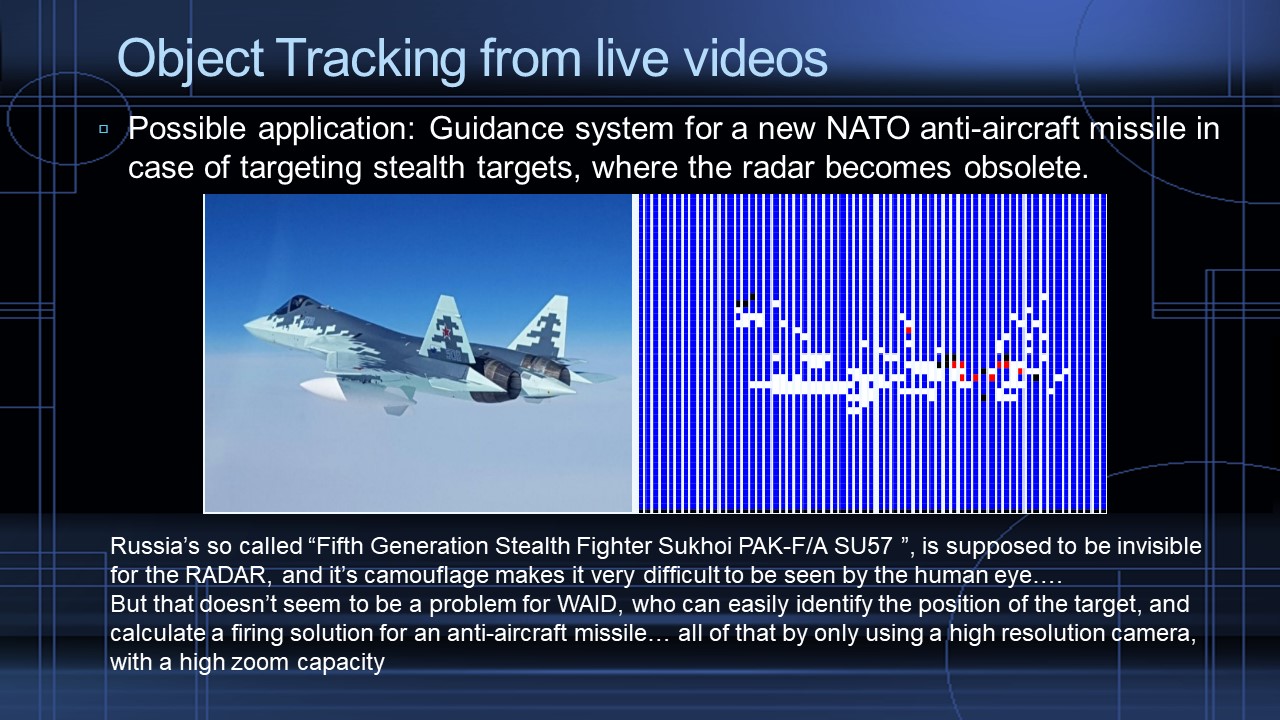 Object Tracking from live videos
Possible application: Guidance system for a new NATO anti-aircraft missile in
case of targeting stealth targets, where the radar becomes obsolete.
Russia’s so called “Fifth Generation Stealth Fighter Sukhoi PAK-F/A SU57 ”, is supposed to be invisible
for the RADAR, and it’s camouflage makes it very difficult to be seen by the human eye….
But that doesn’t seem to be a problem for WAID, who can easily identify the position of the target, and
calculate a firing solution for an anti-aircraft missile… all of that by only using a high resolution camera,
with a high zoom capacity